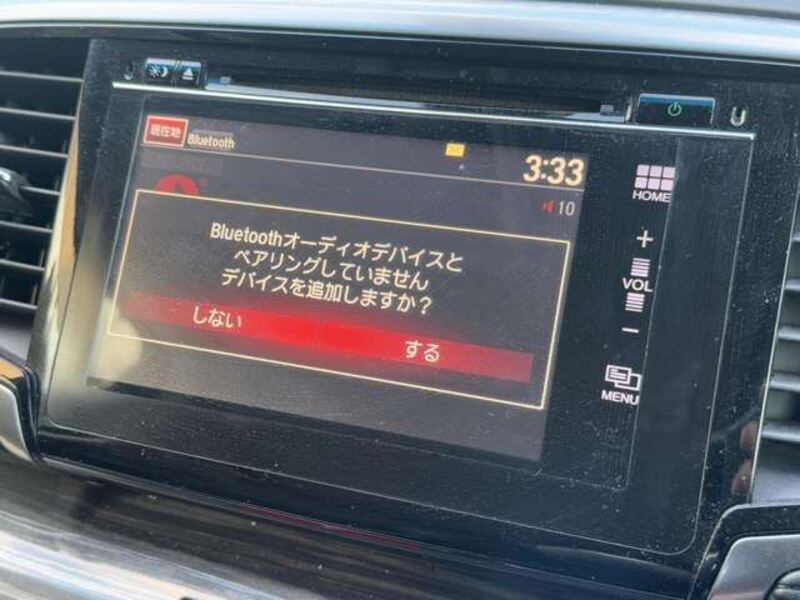 現在地
Bluetooth
3:33
10
HOME
Bluetoothオーディオデバイスと
ペアリングしていません
デバイスを追加しますか？
しない
する
+
VOL
−
MENU